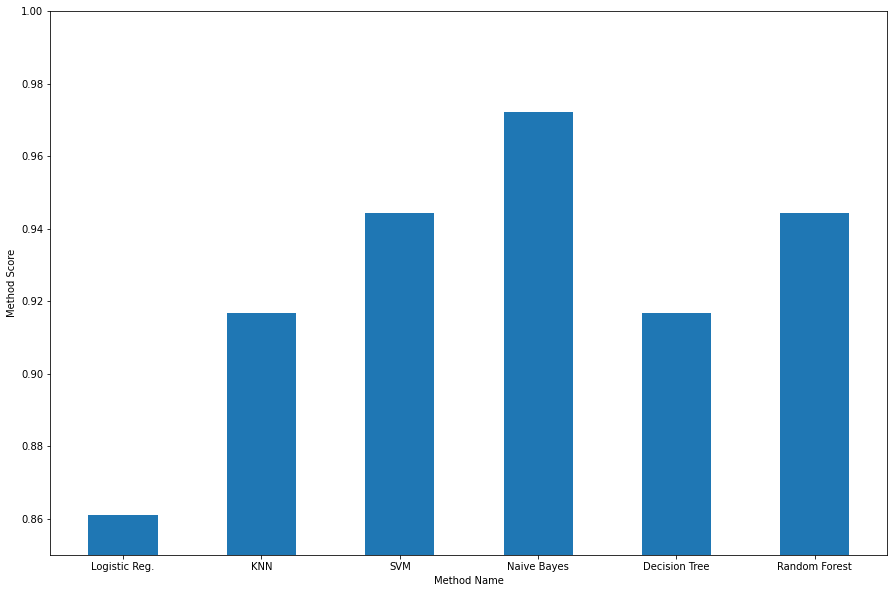 1.00
0.98
0.96
0.94
0.92
0.90
0.88
0.86
Method Score
Logistic Reg. KNN SVM Naive Bayes Decision Tree Random Forest
Method Name